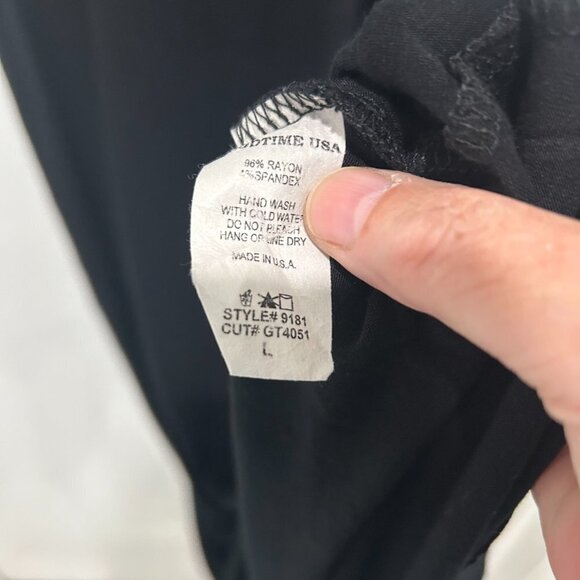 LDTIME USA
96% RAYON
4% SPANDEX
HAND WASH
WITH COLD WATER
DO NOT BLEACH
HANG OR LINE DRY
MADE IN U.S.A.
STYLE# 9181
CUT# GT4051
L